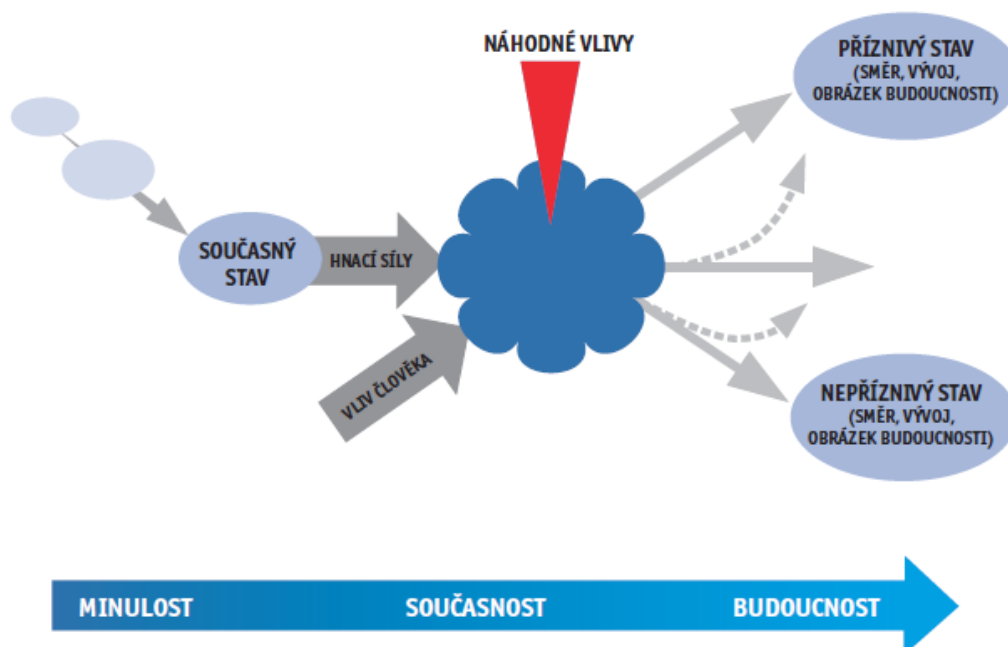 NÁHODNÉ VLIVY
PŘÍZNIVÝ STAV
(SMĚR, VÝVOJ,
OBRÁZEK BUDOUCNOSTI)
SOUČASNÝ
STAV
HNACÍ SÍLY
VLIV ČLOVĚKA
NEPŘÍZNIVÝ STAV
(SMĚR, VÝVOJ,
OBRÁZEK BUDOUCNOSTI)
MINULOST
SOUČASNOST
BUDOUCNOST